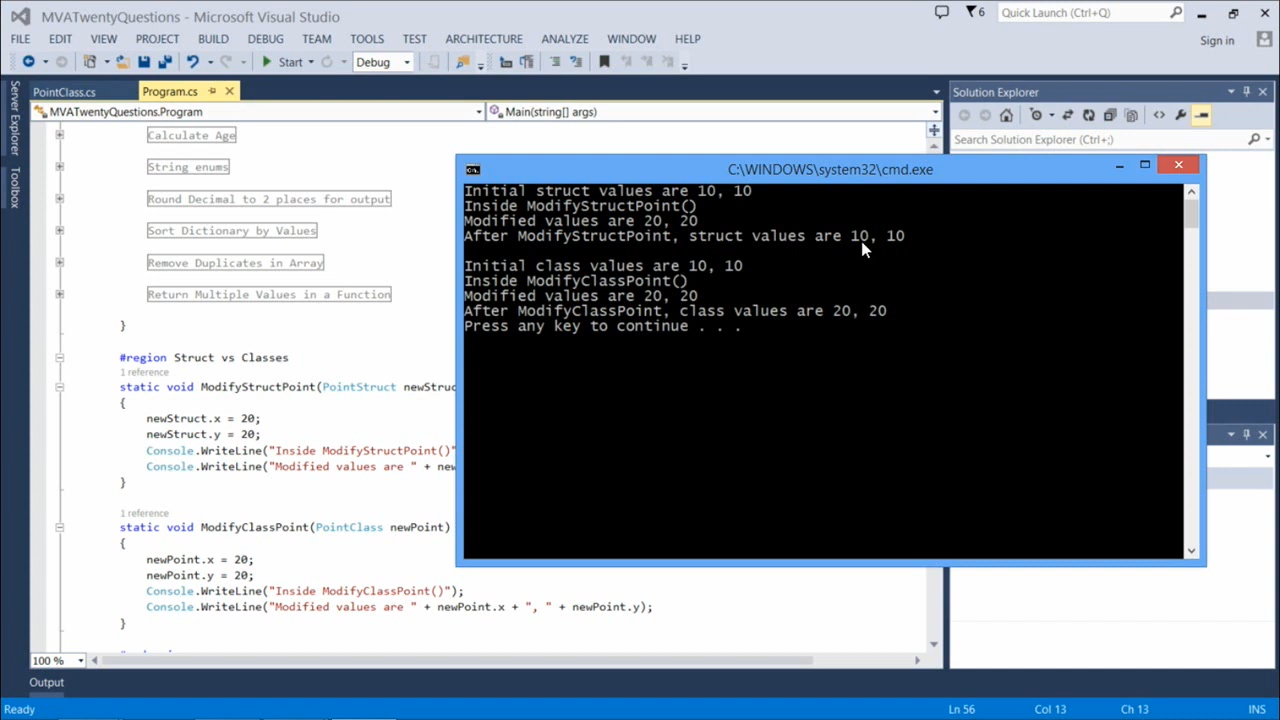 MVATwentyQuestions - Microsoft Visual Studio
6
Quick Launch (Ctrl+Q)
FILE EDIT VIEW PROJECT BUILD DEBUG TEAM TOOLS TEST ARCHITECTURE ANALYZE WINDOW HELP
Sign in
Start Debug
Server Explorer
Toolbox
PointClass.cs Program.cs
MVATwentyQuestions.Program Main(string[] args)
Calculate Age
String enums
Round Decimal to 2 places for output
Sort Dictionary by Values
Remove Duplicates in Array
Return Multiple Values in a Function
}
#region Struct vs Classes
1 reference
static void ModifyStructPoint(PointStruct newStruc
{
newStruct.x = 20;
newStruct.y = 20;
Console.WriteLine("Inside ModifyStructPoint()"
Console.WriteLine("Modified values are " + new
}
1 reference
static void ModifyClassPoint(PointClass newPoint)
{
newPoint.x = 20;
newPoint.y = 20;
Console.WriteLine("Inside ModifyClassPoint()");
Console.WriteLine("Modified values are " + newPoint.x + ", " + newPoint.y);
}
100 %
C:\WINDOWS\system32\cmd.exe
Initial struct values are 10, 10
Inside ModifyStructPoint()
Modified values are 20, 20
After ModifyStructPoint, struct values are 10, 10
Initial class values are 10, 10
Inside ModifyClassPoint()
Modified values are 20, 20
After ModifyClassPoint, class values are 20, 20
Press any key to continue . . .
Solution Explorer
Search Solution Explorer (Ctrl+;)
Output
Ready Ln 56 Col 13 Ch 13 INS